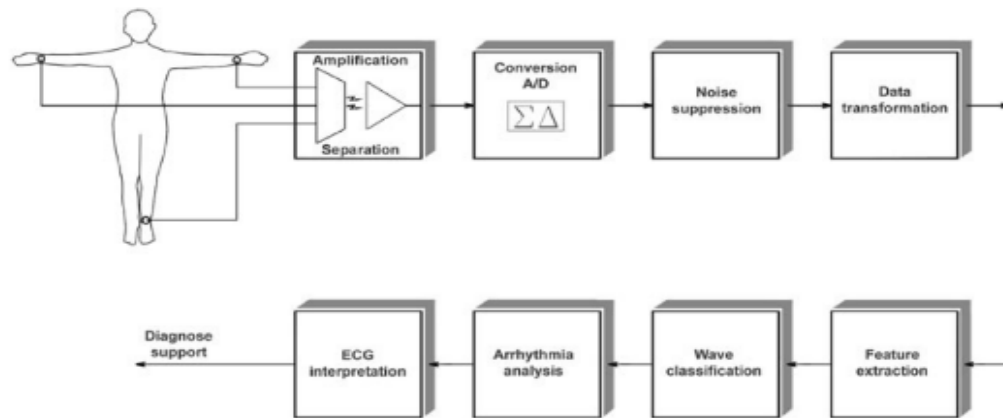 Amplification
Separation
Conversion
A/D
ΣΔ
Noise
suppression
Data
transformation
Diagnose
support
ECG
interpretation
Arrhythmia
analysis
Wave
classification
Feature
extraction